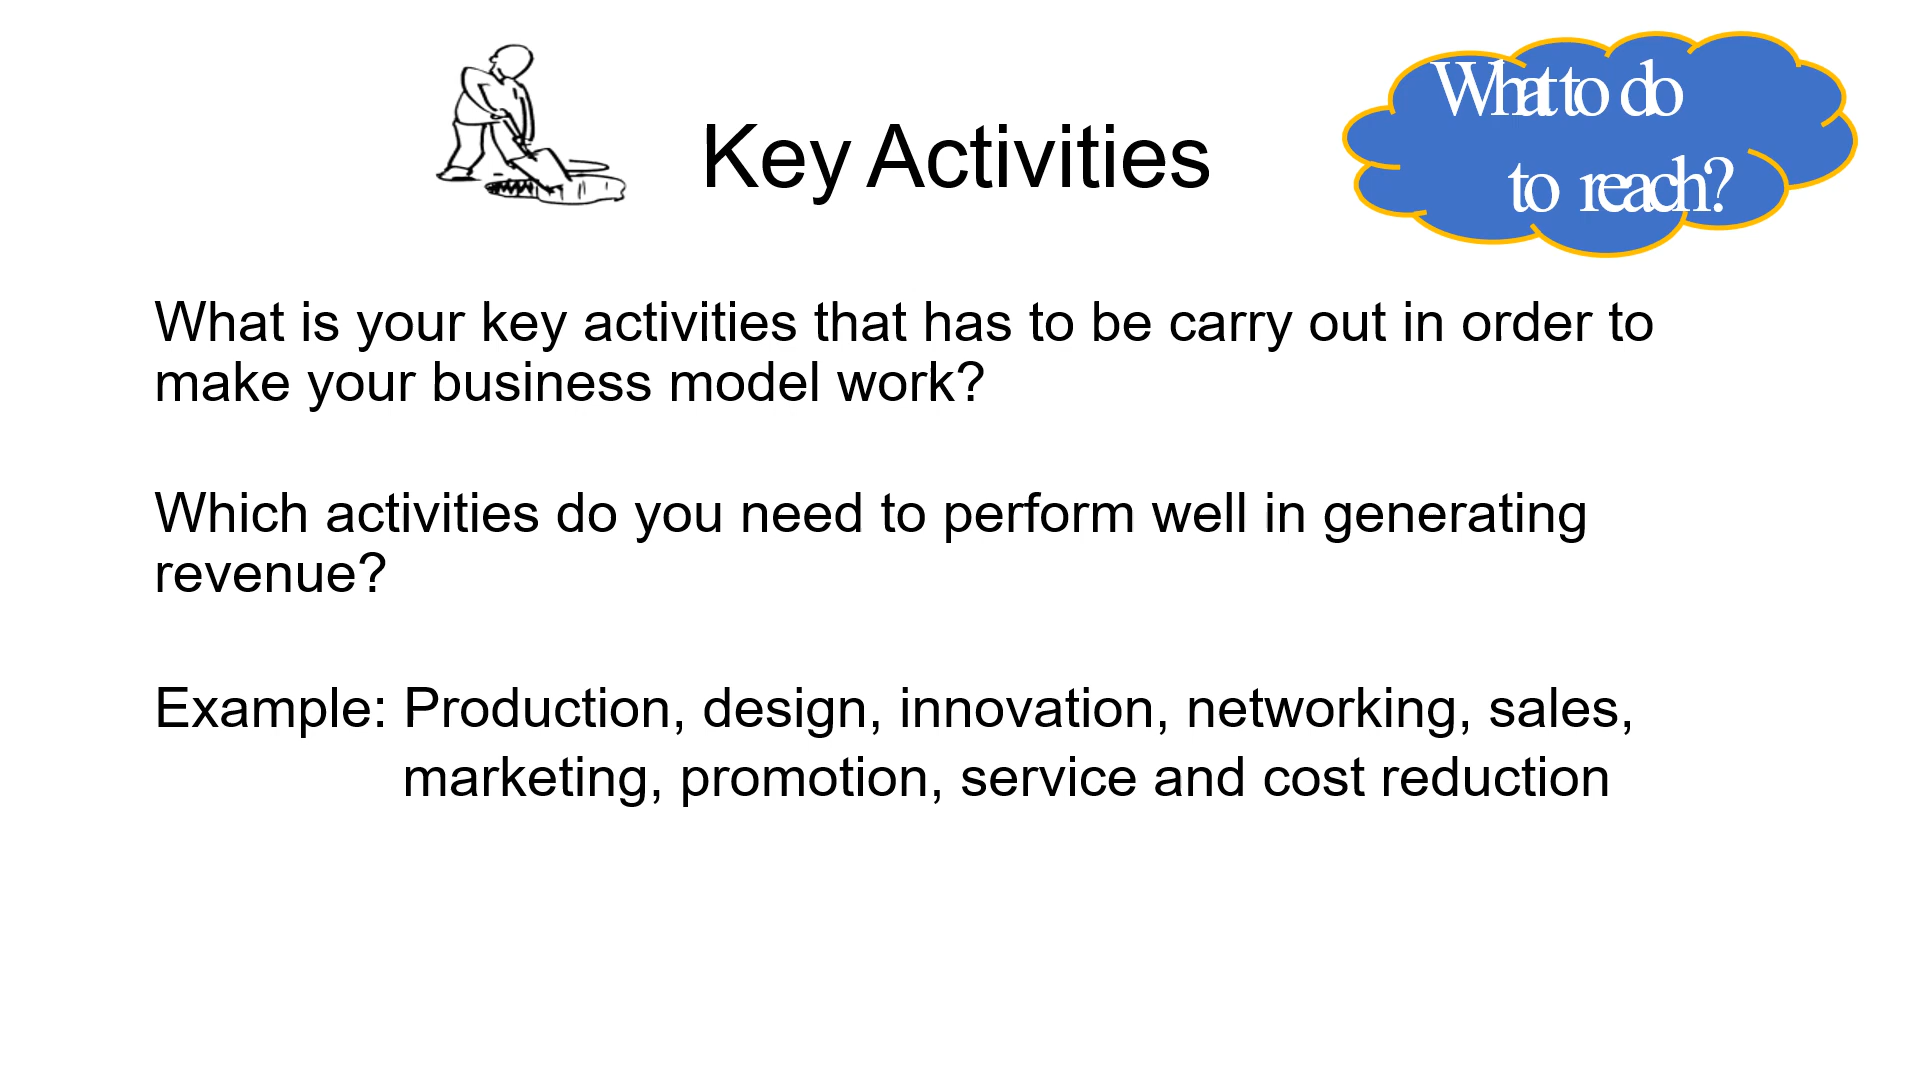 What to do
to reach?
Key Activities
What is your key activities that has to be carry out in order to
make your business model work?
Which activities do you need to perform well in generating
revenue?
Example: Production, design, innovation, networking, sales,
marketing, promotion, service and cost reduction